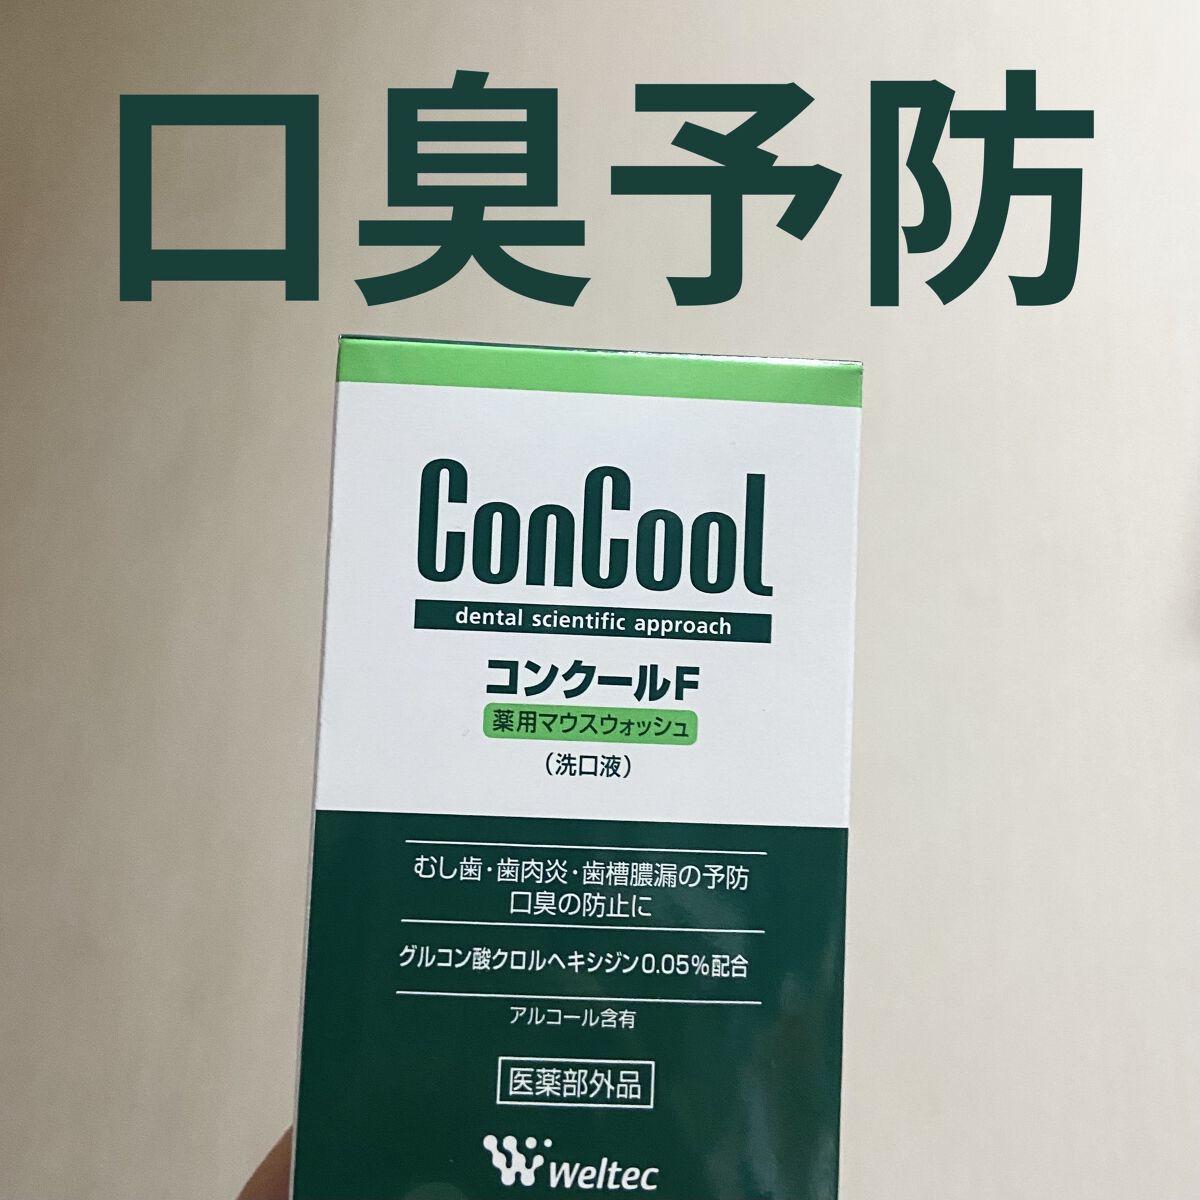 口臭予防
ConCool
dental scientific approach
コンクールF
薬用マウスウォッシュ
（洗口液）
むし歯・歯肉炎・歯槽膿漏の予防
口臭の防止に
グルコン酸クロルヘキシジン0.05%配合
アルコール含有
医薬部外品
weltec